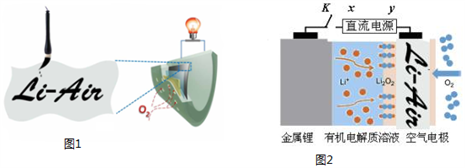 Li-Air
O₂
图1
K x y
直流电源
Li⁺ Li₂O₂ Li-Air O₂
金属锂 有机电解质溶液 空气电极
图2